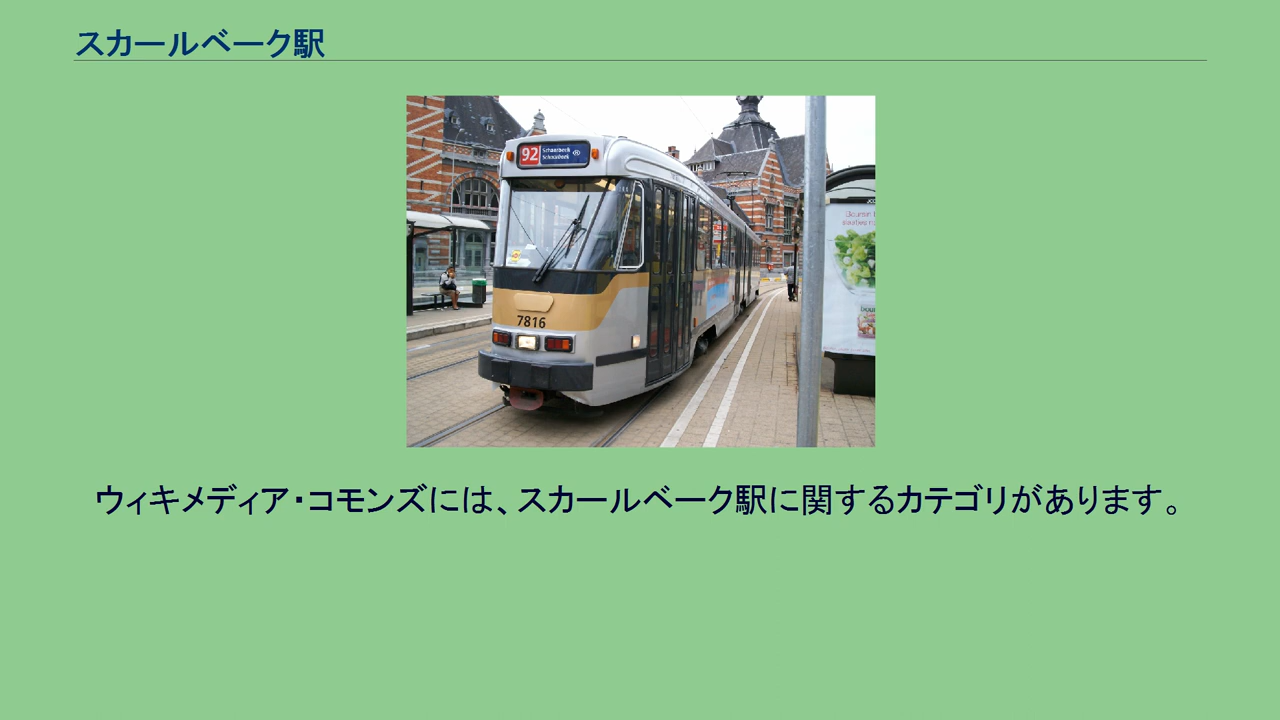 スカールベーク駅
92
Schaerbeek
Schaarbeek
7816
ウィキメディア・コモンズには、スカールベーク駅に関するカテゴリがあります。